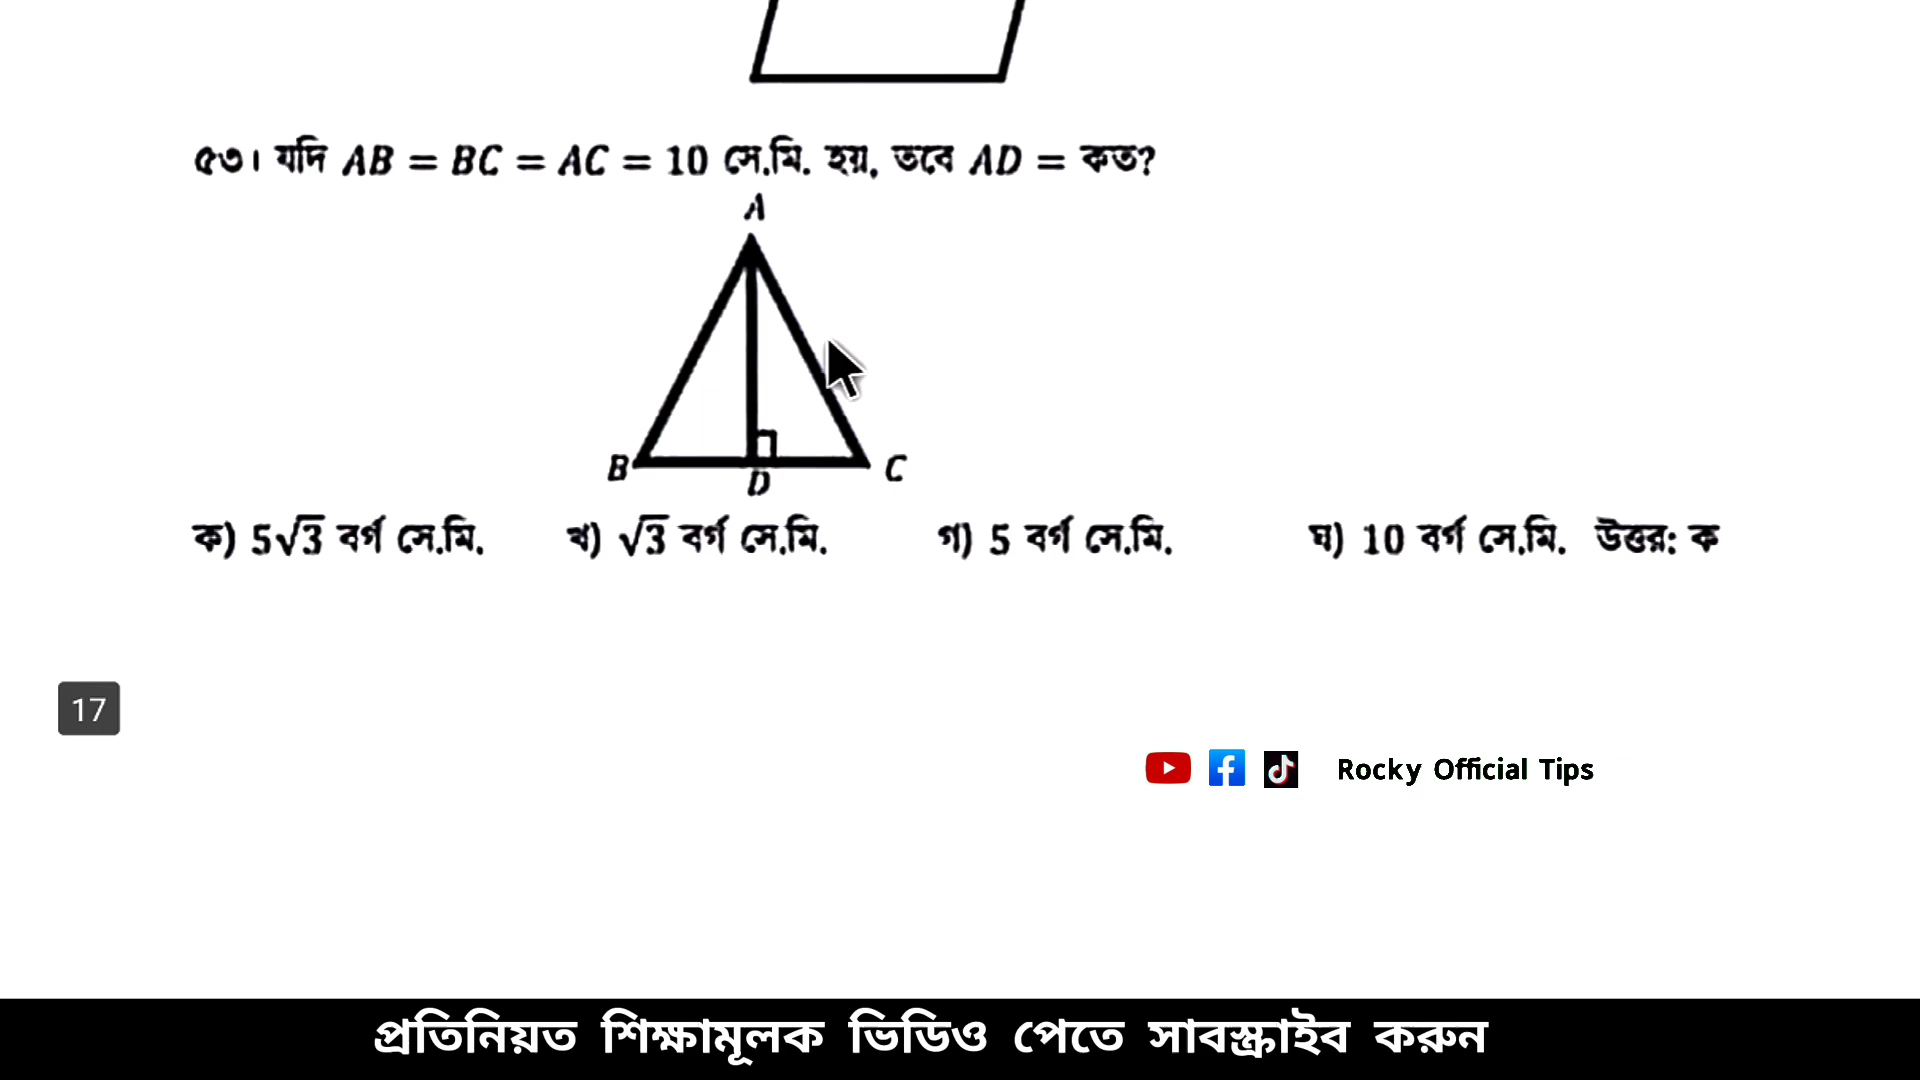 ৫৩। যদি AB = BC = AC = 10 সে.মি. হয়, তবে AD = কত?
A
B
D
C
ক) 5√3 বর্গ সে.মি. খ) √3 বর্গ সে.মি. গ) 5 বর্গ সে.মি. ঘ) 10 বর্গ সে.মি. উত্তর: ক
17
Rocky Official Tips
প্রতিনিয়ত শিক্ষামূলক ভিডিও পেতে সাবস্ক্রাইব করুন